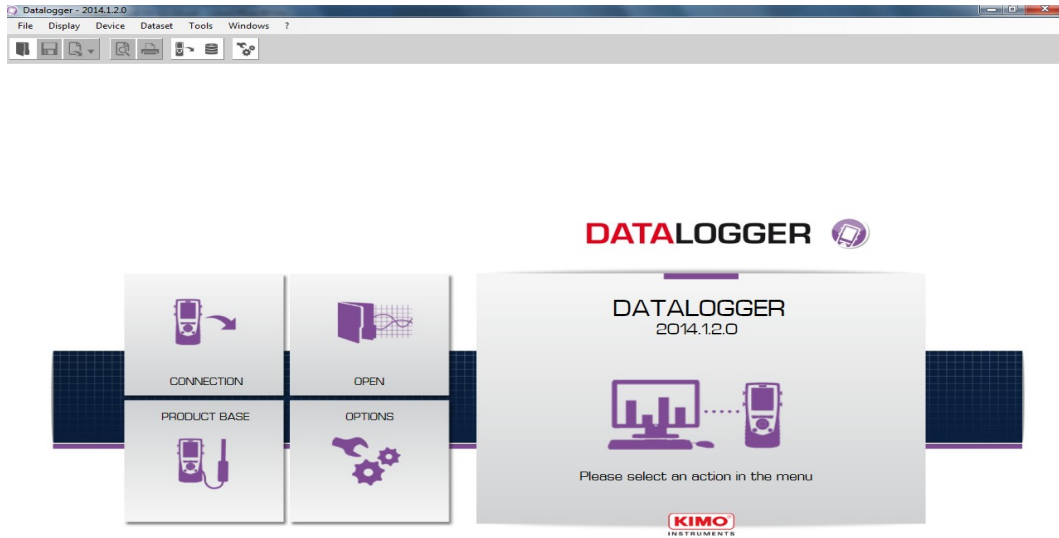 Datalogger - 2014.1.2.0
File Display Device Dataset Tools Windows ?
DATALOGGER
CONNECTION
OPEN
PRODUCT BASE
OPTIONS
DATALOGGER
2014.1.2.0
Please select an action in the menu
KIMO
INSTRUMENTS